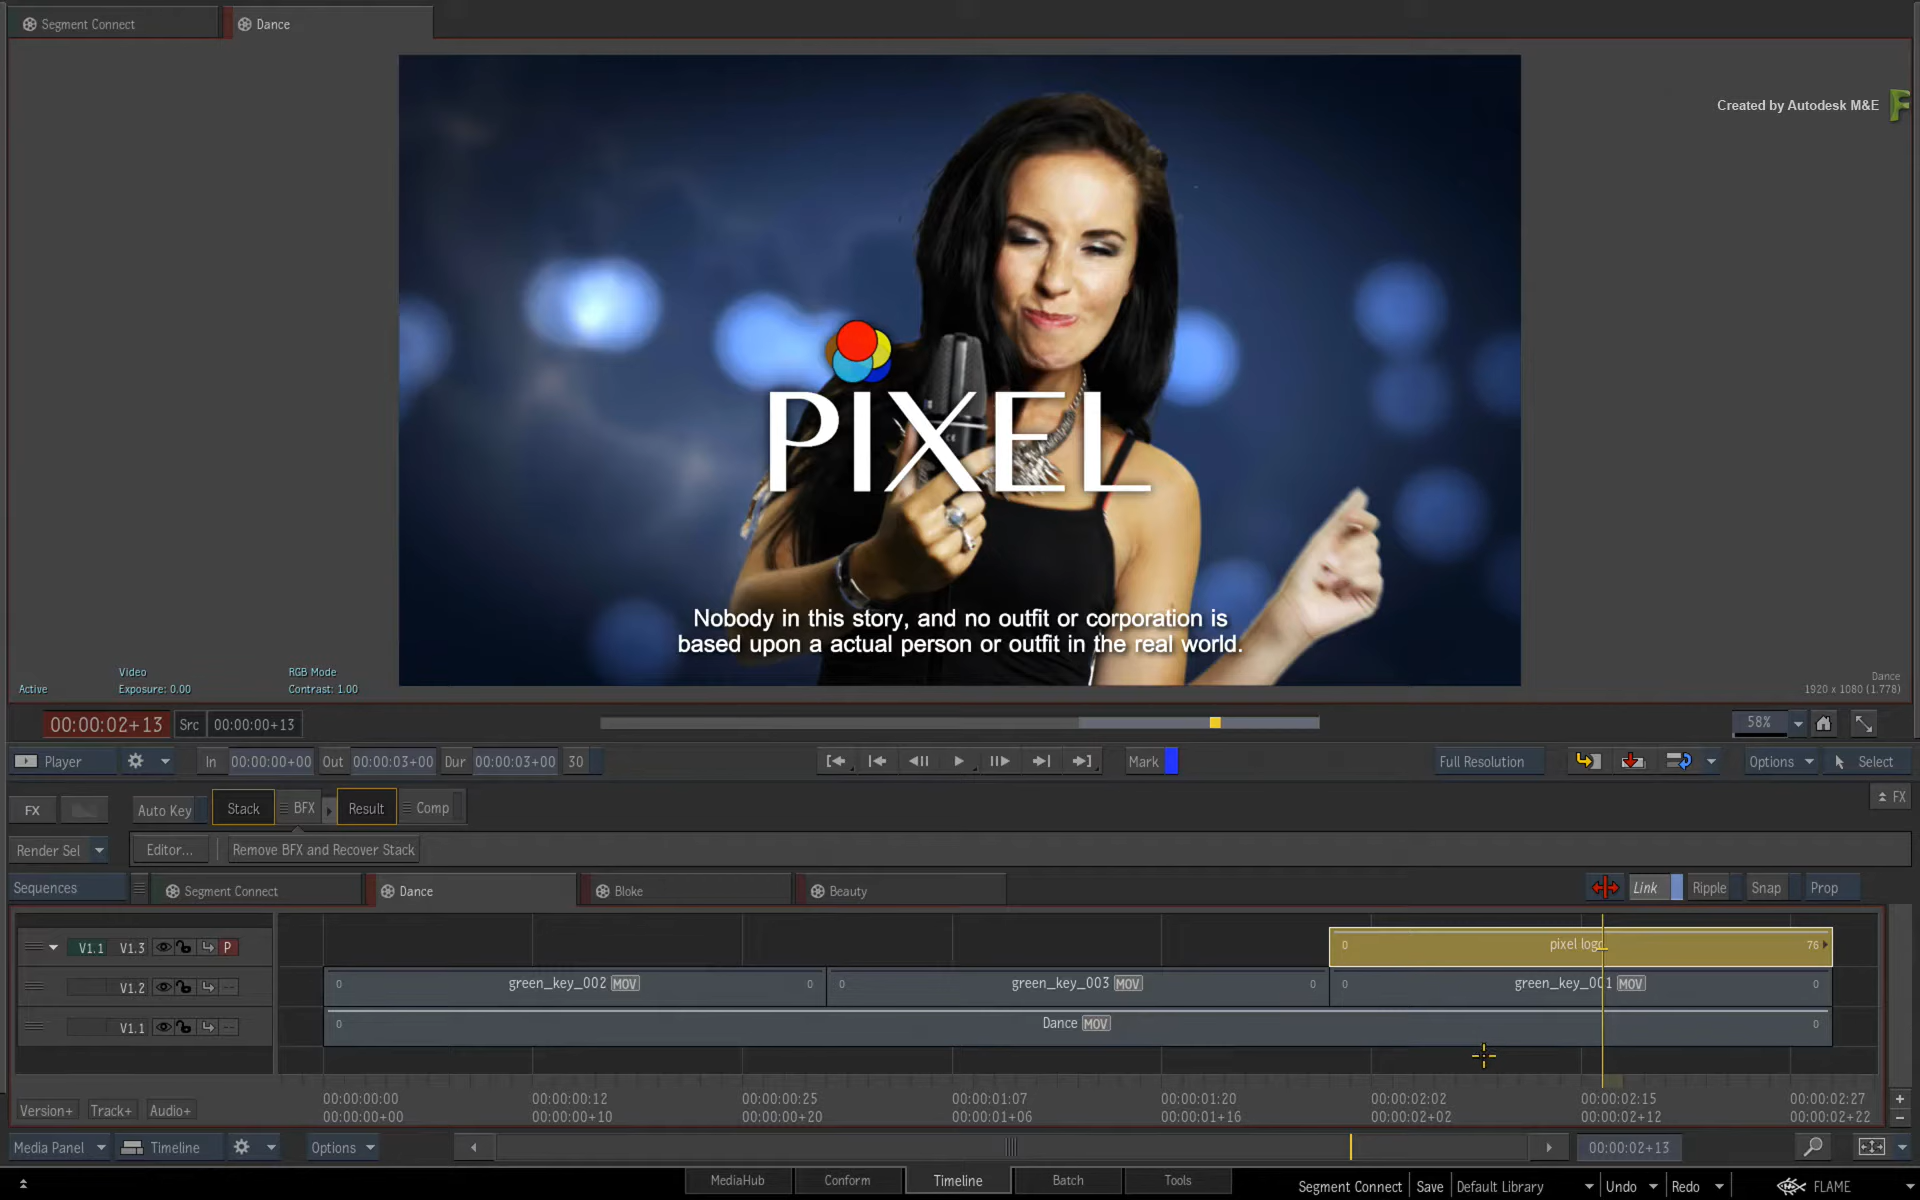 Segment Connect
Dance
Created by Autodesk M&E
PIXEL
Nobody in this story, and no outfit or corporation is
based upon a actual person or outfit in the real world.
Video
RGB Mode
Active
Exposure: 0.00
Contrast: 1.00
Dance
1920 x 1080 (1.778)
00:00:02+13
Src
00:00:00+13
58%
Player
In
00:00:00+00
Out
00:00:03+00
Dur
00:00:03+00
30
Mark
Full Resolution
Options
Select
FX
Auto Key
Stack
BFX
Result
Comp
FX
Render Sel
Editor...
Remove BFX and Recover Stack
Sequences
Segment Connect
Dance
Bloke
Beauty
Link
Ripple
Snap
Prop
V1.1
V1.3
P
0
pixel logo
76
V1.2
0
green_key_002 MOV
0
0
green_key_003 MOV
0
0
green_key_001 MOV
0
V1.1
0
Dance MOV
0
00:00:00:00
00:00:00:12
00:00:00:25
00:00:01:07
00:00:01:20
00:00:02:02
00:00:02:15
00:00:02:27
Version+
Track+
Audio+
00:00:00+00
00:00:00+10
00:00:00+20
00:00:01+06
00:00:01+16
00:00:02+02
00:00:02+12
00:00:02+22
Media Panel
Timeline
Options
00:00:02+13
MediaHub
Conform
Timeline
Batch
Tools
Segment Connect
Save
Default Library
Undo
Redo
FLAME